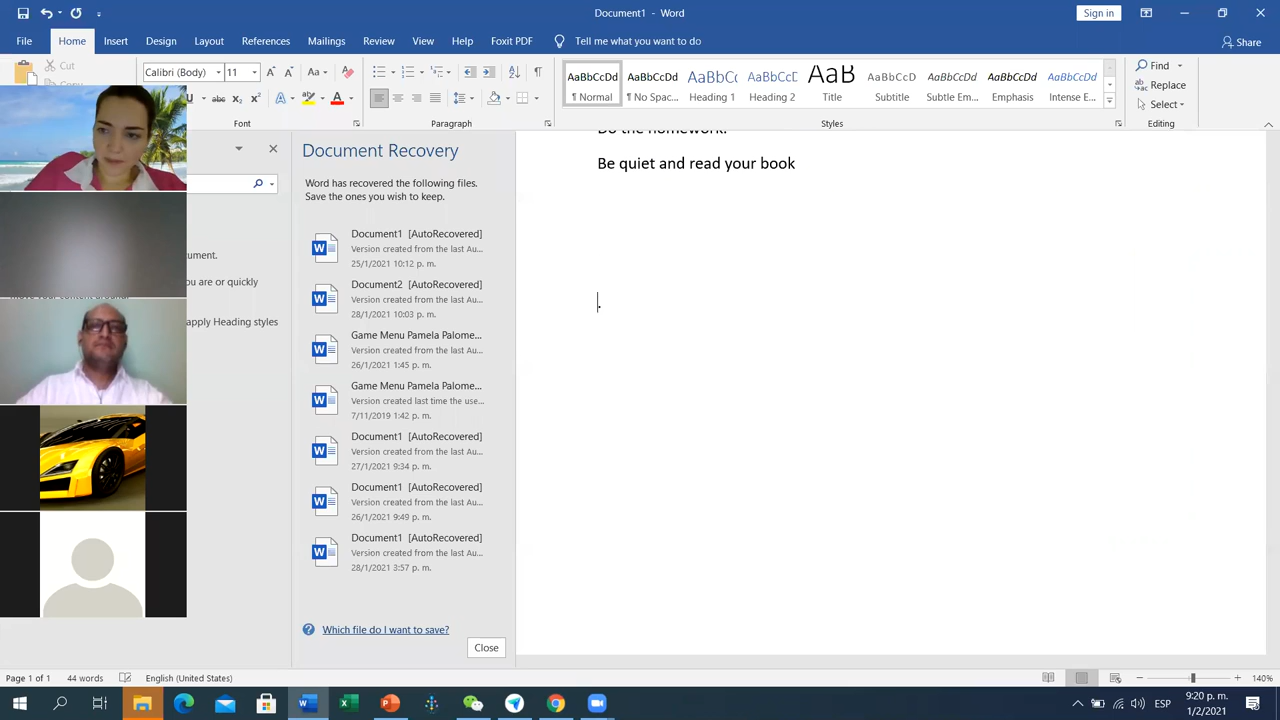 Document1 - Word
Sign in
File Home Insert Design Layout References Mailings Review View Help Foxit PDF Tell me what you want to do Share
Cut
Calibri (Body) 11
AaBbCcDd AaBbCcDd AaBbCc AaBbCcD AaB AaBbCcDd AaBbCcDd AaBbCcDd AaBbCcDd
¶ Normal ¶ No Spac... Heading 1 Heading 2 Title Subtitle Subtle Em... Emphasis Intense E...
Find
Replace
Select
Font Paragraph Styles Editing
Document Recovery
Word has recovered the following files.
Save the ones you wish to keep.
Document1 [AutoRecovered]
Version created from the last Au...
25/1/2021 10:12 p. m.
Document2 [AutoRecovered]
Version created from the last Au...
28/1/2021 10:03 p. m.
Game Menu Pamela Palome...
Version created from the last Au...
26/1/2021 1:45 p. m.
Game Menu Pamela Palome...
Version created last time the use...
7/11/2019 1:42 p. m.
Document1 [AutoRecovered]
Version created from the last Au...
27/1/2021 9:34 p. m.
Document1 [AutoRecovered]
Version created from the last Au...
26/1/2021 9:49 p. m.
Document1 [AutoRecovered]
Version created from the last Au...
28/1/2021 3:57 p. m.
Which file do I want to save?
Close
cument.
ou are or quickly
apply Heading styles
Do the homework.
Be quiet and read your book
.
Page 1 of 1 44 words English (United States) 140%
ESP
9:20 p. m.
1/2/2021